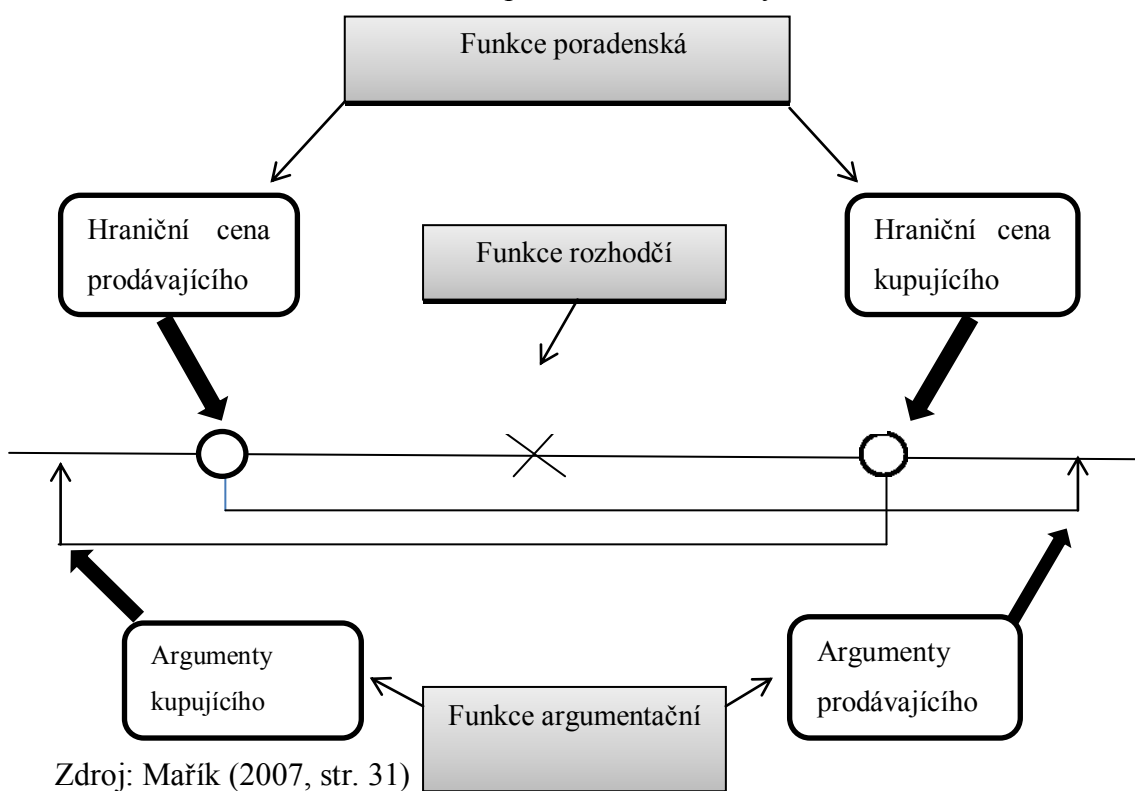 Funkce poradenská
Hraniční cena
prodávajícího
Funkce rozhodčí
Hraniční cena
kupujícího
Argumenty
kupujícího
Funkce argumentační
Argumenty
prodávajícího
Zdroj: Mařík (2007, str. 31)